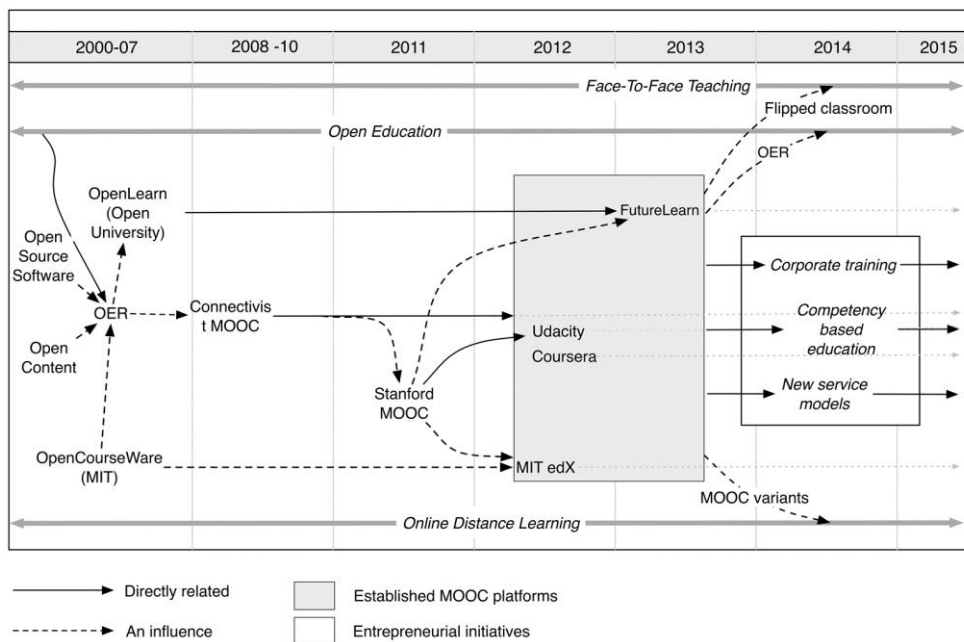 2000-07
2008 -10
2011
2012
2013
2014
2015
Face-To-Face Teaching
Flipped classroom
Open Education
OER
OpenLearn
(Open
University)
FutureLearn
Open
Source
Software
Corporate training
OER
Connectivis
t MOOC
Competency
based
education
Udacity
Coursera
Open
Content
Stanford
MOOC
New service
models
OpenCourseWare
(MIT)
MIT edX
MOOC variants
Online Distance Learning
Directly related
Established MOOC platforms
An influence
Entrepreneurial initiatives